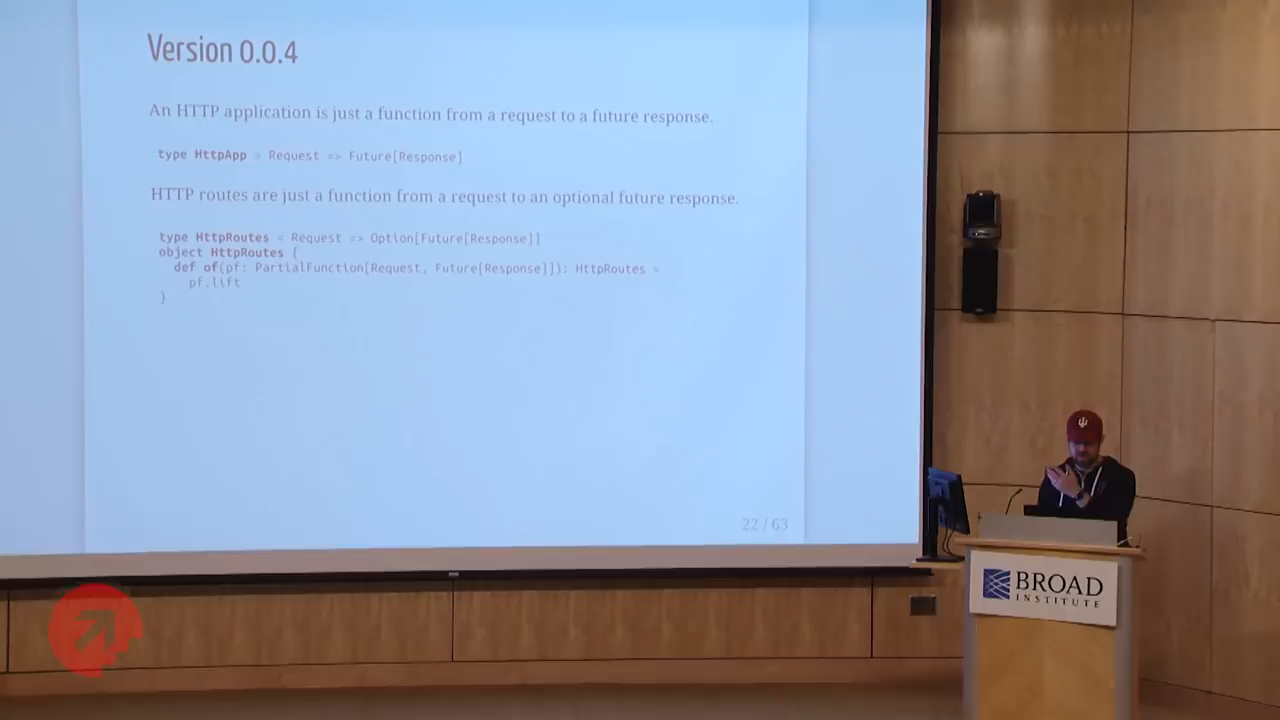 Version 0.0.4
An HTTP application is just a function from a request to a future response.
type HttpApp = Request => Future[Response]
HTTP routes are just a function from a request to an optional future response.
type HttpRoutes = Request => Option[Future[Response]]
object HttpRoutes {
def of(pf: PartialFunction[Request, Future[Response]]): HttpRoutes =
pf.lift
}
22 / 63
BROAD
INSTITUTE